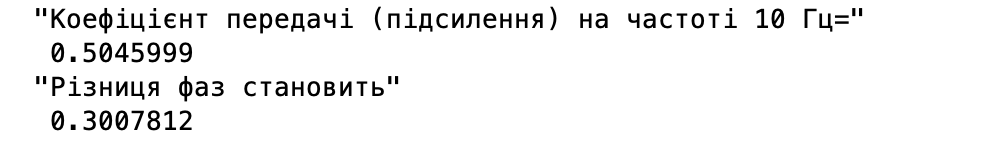 "Коефіцієнт передачі (підсилення) на частоті 10 Гц="
0.5045999
"Різниця фаз становить"
0.3007812